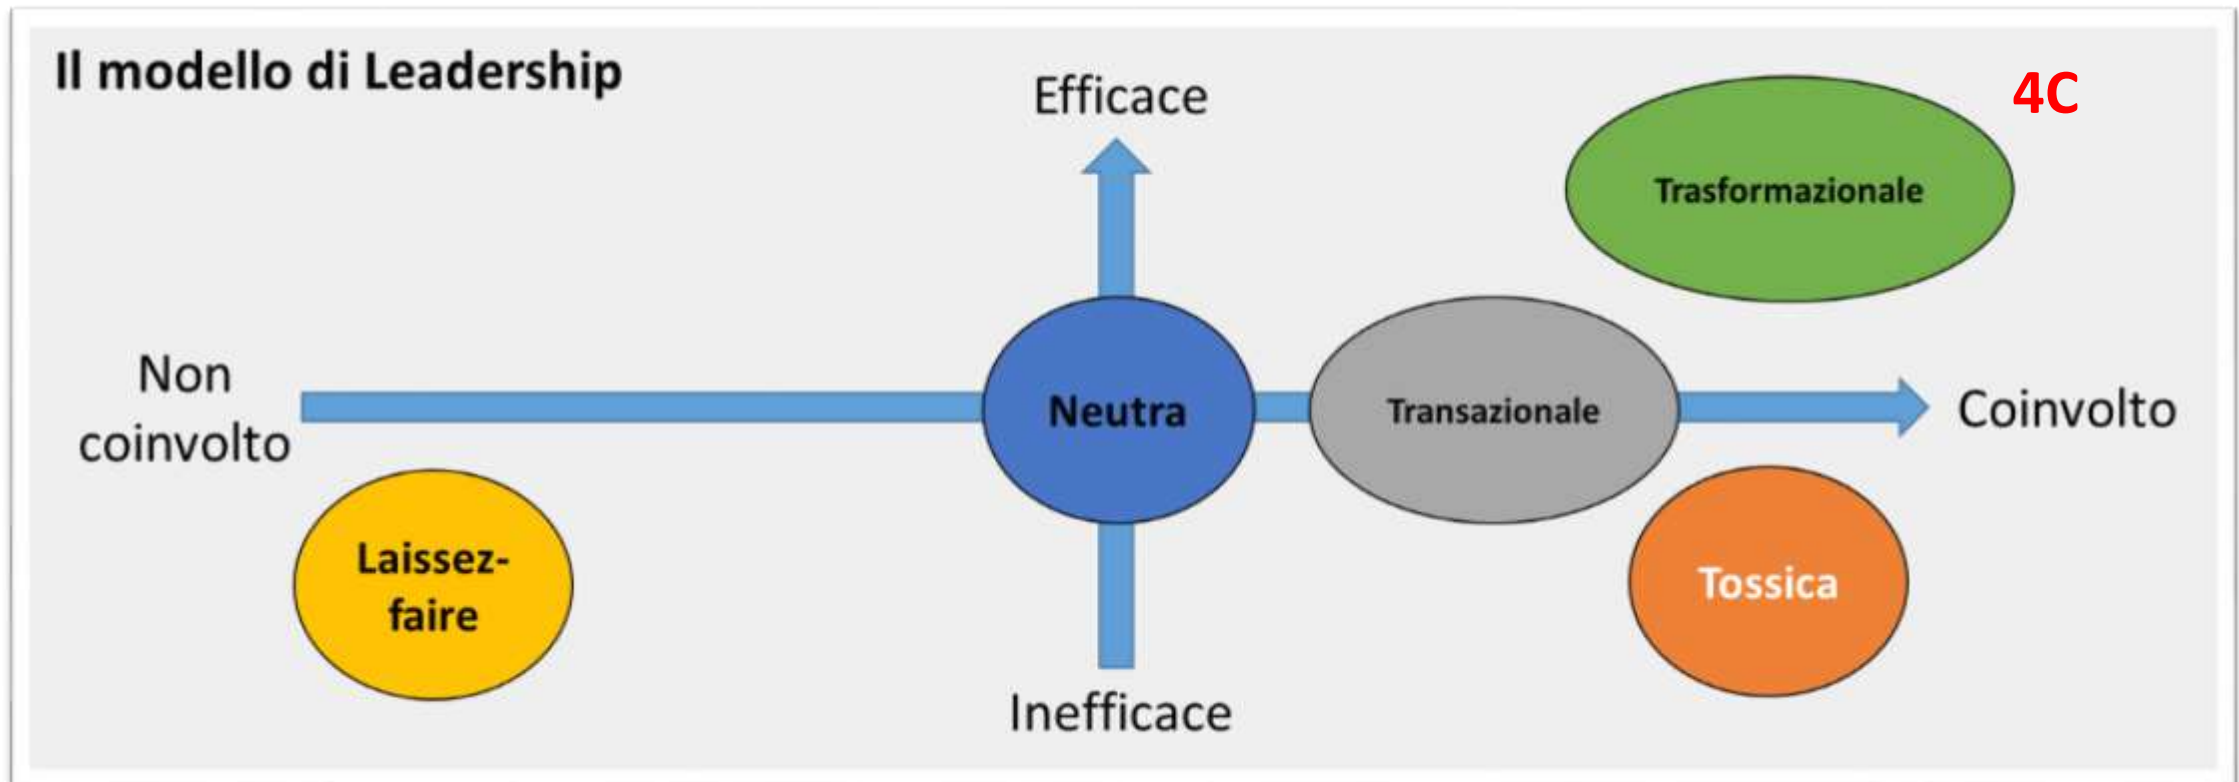 Il modello di Leadership
Efficace
4C
Trasformazionale
Non
coinvolto
Neutra
Transazionale
Coinvolto
Laissez-
faire
Tossica
Inefficace